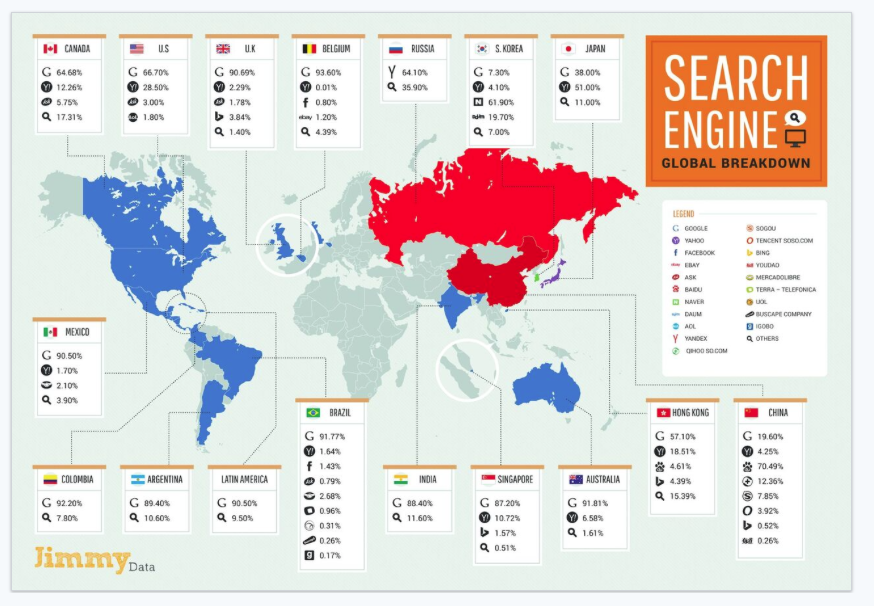 CANADA
G 64.68%
Y! 12.26%
Ask 5.75%
17.31%
U.S
G 66.70%
Y! 28.50%
Ask 3.00%
Aol. 1.80%
U.K
G 90.69%
Y! 2.29%
Ask 1.78%
b 3.84%
1.40%
BELGIUM
G 93.60%
Y! 0.01%
f 0.80%
ebay 1.20%
4.39%
RUSSIA
Y 64.10%
35.90%
S. KOREA
G 7.30%
Y! 4.10%
N 61.90%
Daum 19.70%
7.00%
JAPAN
G 38.00%
Y! 51.00%
11.00%
SEARCH
ENGINE
GLOBAL BREAKDOWN
LEGEND
G GOOGLE
Y! YAHOO
f FACEBOOK
EBAY
ASK
BAIDU
N NAVER
DAUM
AOL
Y YANDEX
QIHOO SO.COM
S SOGOU
TENCENT SOSO.COM
b BING
YOUDAO
MERCADOLIBRE
TERRA - TELEFONICA
UOL
BUSCAPE COMPANY
g IGOBO
OTHERS
MEXICO
G 90.50%
Y! 1.70%
2.10%
3.90%
COLOMBIA
G 92.20%
7.80%
ARGENTINA
G 89.40%
10.60%
LATIN AMERICA
G 90.50%
9.50%
BRAZIL
G 91.77%
Y! 1.64%
f 1.43%
Ask 0.79%
2.68%
0.96%
0.31%
0.26%
g 0.17%
INDIA
G 88.40%
11.60%
SINGAPORE
G 87.20%
Y! 10.72%
b 1.57%
0.51%
AUSTRALIA
G 91.81%
Y! 6.58%
1.61%
HONG KONG
G 57.10%
Y! 18.51%
4.61%
b 4.39%
15.39%
CHINA
G 19.60%
Y! 4.25%
70.49%
12.36%
S 7.85%
3.92%
b 0.52%
0.26%
Jimmy Data